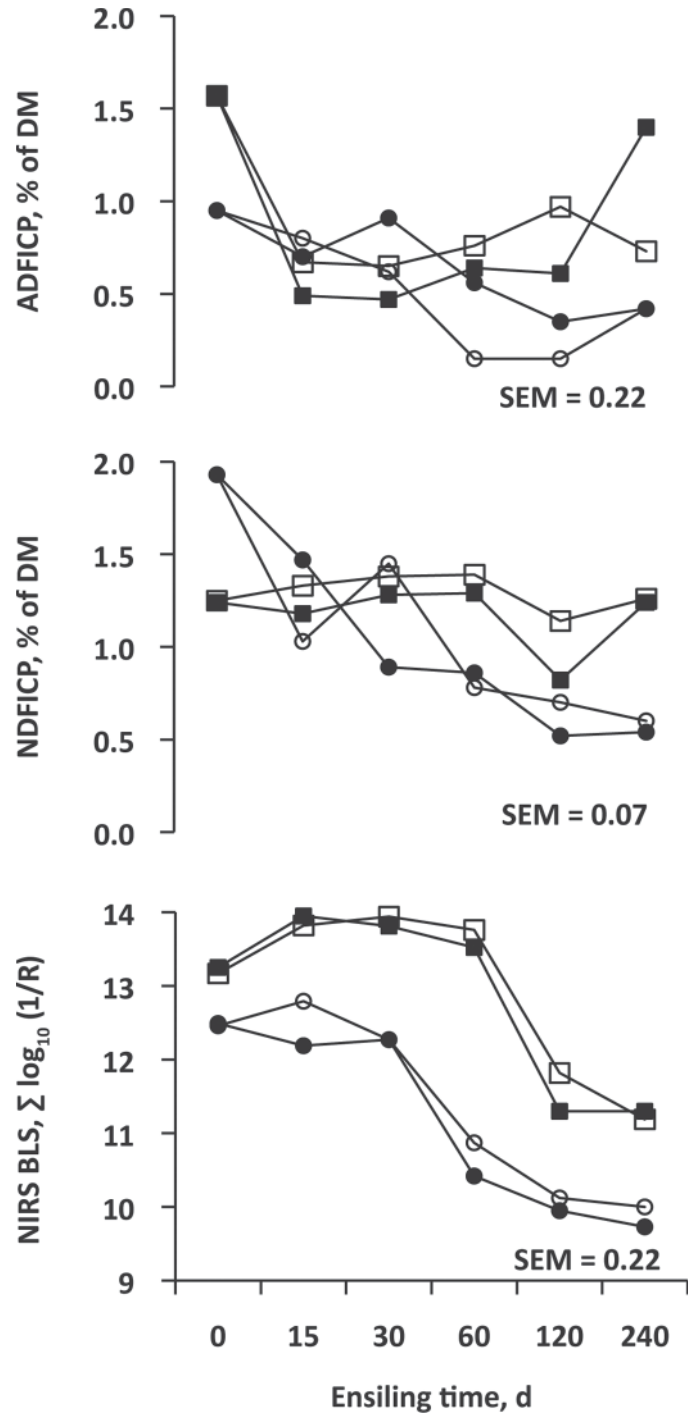 ADFICP, % of DM
2.0
1.5
1.0
0.5
0.0
SEM = 0.22
NDFICP, % of DM
2.0
1.5
1.0
0.5
0.0
SEM = 0.07
NIRS BLS, ∑ log₁₀ (1/R)
14
13
12
11
10
9
SEM = 0.22
0 15 30 60 120 240
Ensiling time, d